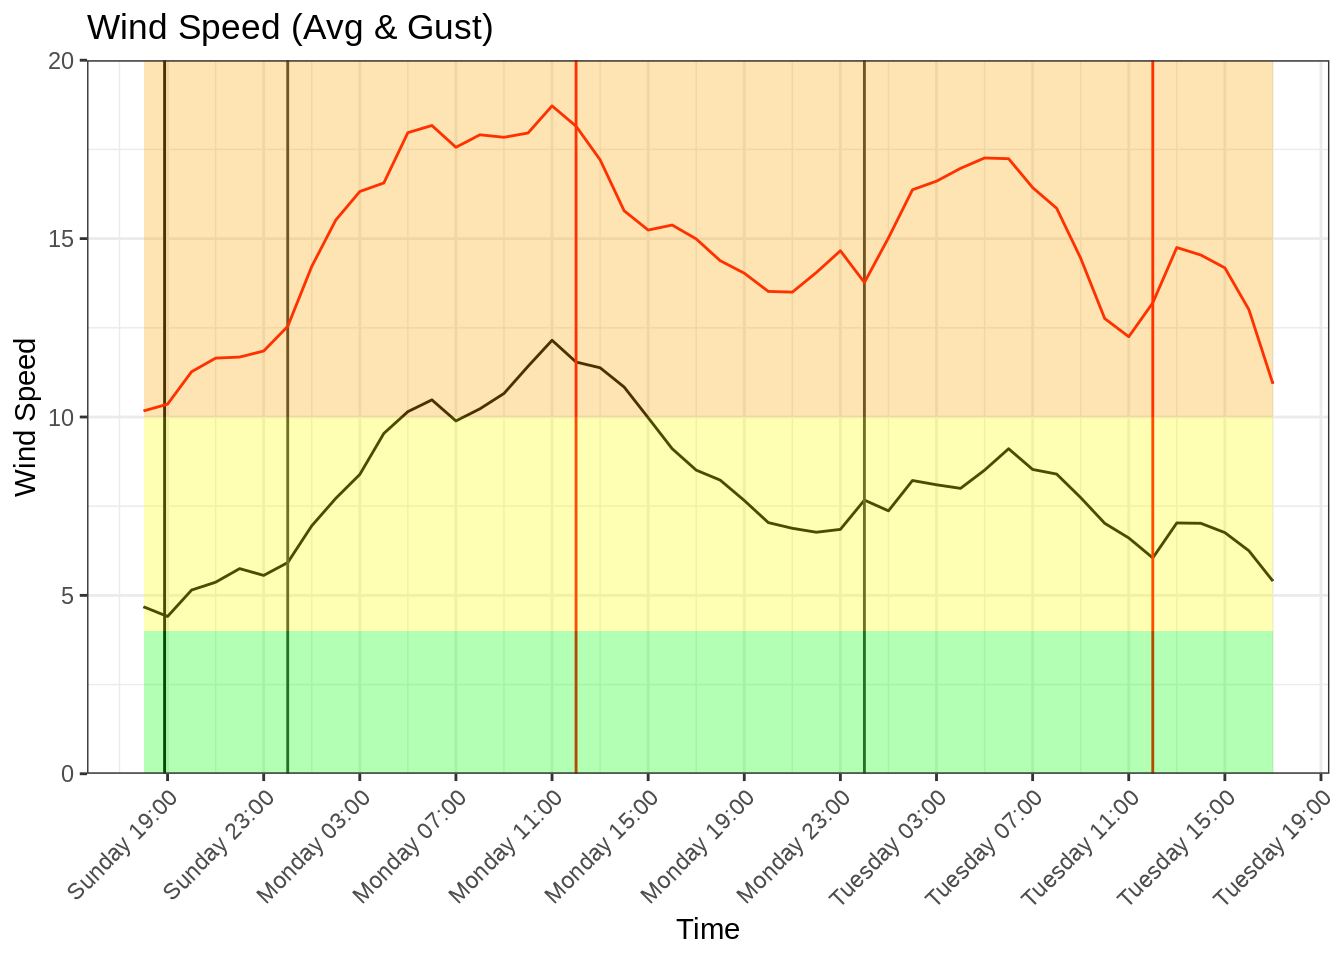 Wind Speed (Avg & Gust)
20
15
10
5
0
Wind Speed
Sunday 19:00
Sunday 23:00
Monday 03:00
Monday 07:00
Monday 11:00
Monday 15:00
Monday 19:00
Monday 23:00
Tuesday 03:00
Tuesday 07:00
Tuesday 11:00
Tuesday 15:00
Tuesday 19:00
Time